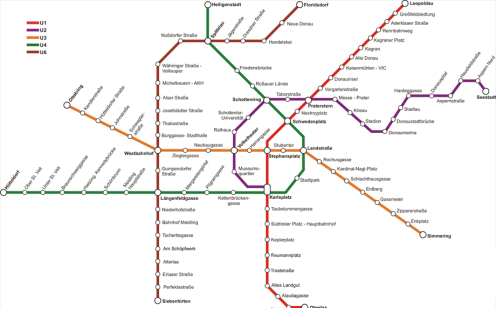 Heiligenstadt
Floridsdorf
Leopoldau
Großfeldsiedlung
Aderklaaer Straße
Rennbahnweg
Kagraner Platz
Kagran
Alte Donau
Kaisermühlen - VIC
Donauinsel
Vorgartenstraße
U1
U2
U3
U4
U6
Nußdorfer Straße
Spittelau
Jägerstraße
Dresdner Straße
Neue Donau
Handelskai
Währinger Straße -
Volksoper
Michelbeuern - AKH
Alser Straße
Josefstädter Straße
Thaliastraße
Burggasse - Stadthalle
Friedensbrücke
Roßauer Lände
Schottenring
Taborstraße
Praterstern
Messe - Prater
Krieau
Stadion
Donaumarina
Donaustadtbrücke
Stadlau
Hardeggasse
Donauspital
Aspernstraße
Hausfeldstraße
Aspern Nord
Seestadt
Ottakring
Kendlerstraße
Hütteldorfer Straße
Johnstraße
Schweglerstraße
Westbahnhof
Zieglergasse
Neubaugasse
Volkstheater
Herrengasse
Stephansplatz
Stubentor
Landstraße
Schottentor
Universität
Rathaus
Nestroyplatz
Schwedenplatz
Rochusgasse
Kardinal-Nagl-Platz
Schlachthausgasse
Erdberg
Gasometer
Zippererstraße
Enkplatz
Simmering
Hütteldorf
Ober St. Veit
Unter St. Veit
Braunschweiggasse
Hietzing - Kennedybrücke
Schönbrunn
Meidling
Hauptstraße
Gumpendorfer
Straße
Längenfeldgasse
Margaretengürtel
Pilgramgasse
Kettenbrücken-
gasse
Museums-
quartier
Karlsplatz
Stadtpark
Niederhofstraße
Bahnhof Meidling
Tscherttegasse
Am Schöpfwerk
Alterlaa
Erlaaer Straße
Perfektastraße
Siebenhirten
Taubstummengasse
Südtiroler Platz - Hauptbahnhof
Keplerplatz
Reumannplatz
Troststraße
Altes Landgut
Alaudagasse